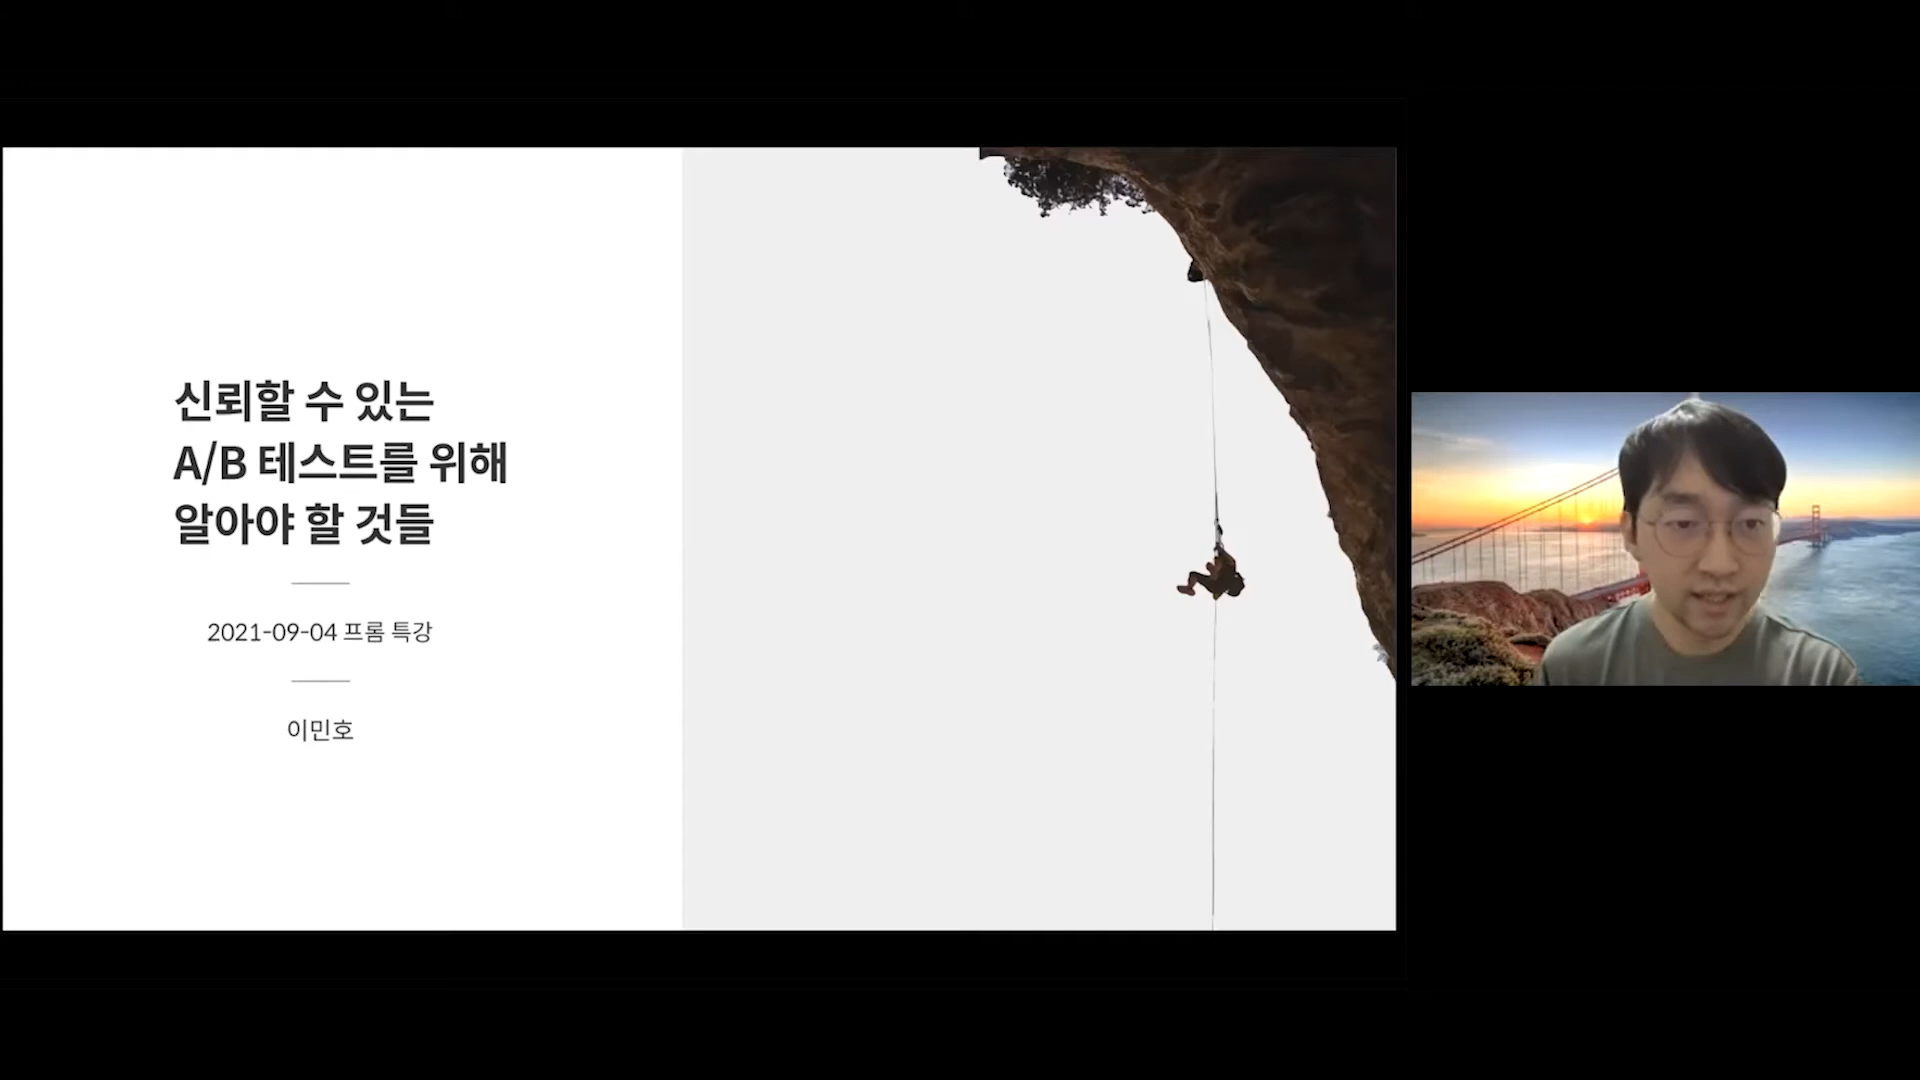 신뢰할 수 있는
A/B 테스트를 위해
알아야 할 것들
2021-09-04 프롬 특강
이민호